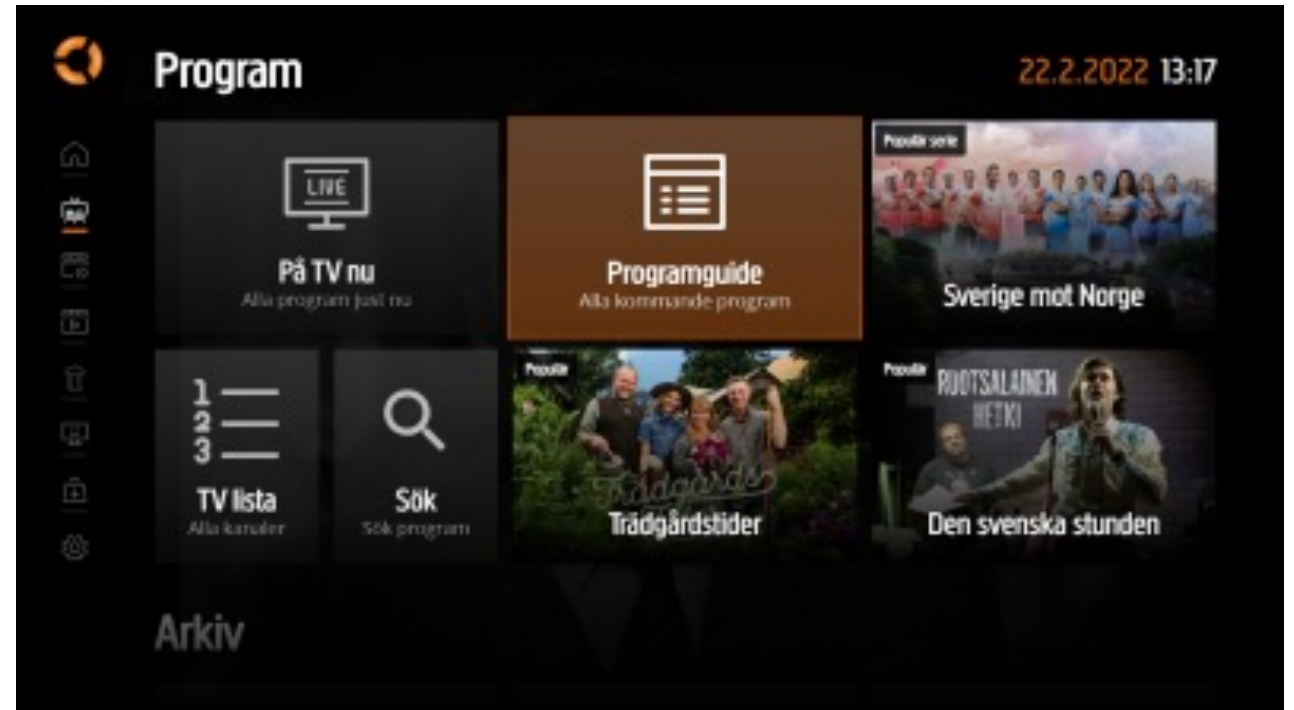 Program
22.2.2022 13:17
LIVE
På TV nu
Alla program just nu
Programguide
Alla kommande program
Populär serie
Sverige mot Norge
1
2
3
TV lista
Alla kanaler
Sök
Sök program
Populär
Trädgårds
Trädgårdstider
Populär
RUOTSALAINEN
HETKI
Den svenska stunden
Arkiv